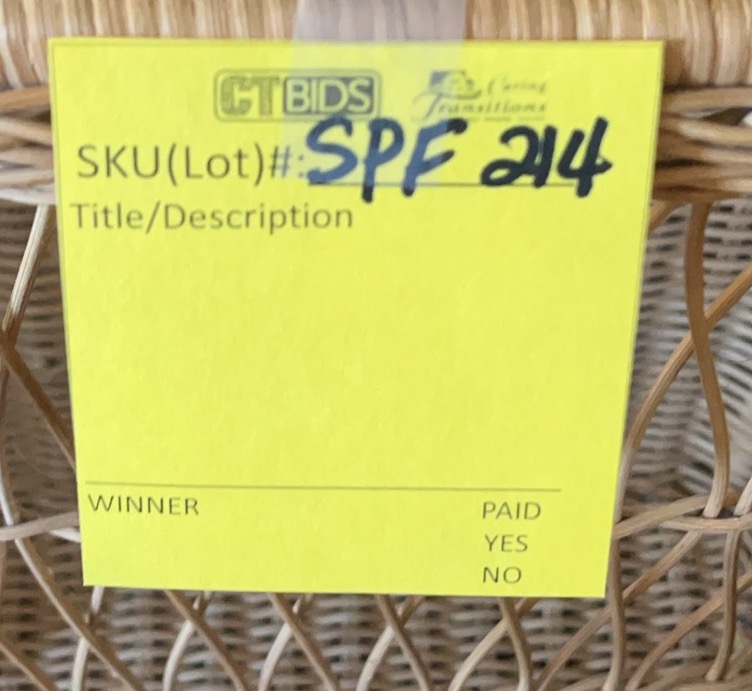 CTBIDS Caring
Transitions
SKU(Lot)#: SPF 214
Title/Description
WINNER PAID
YES
NO